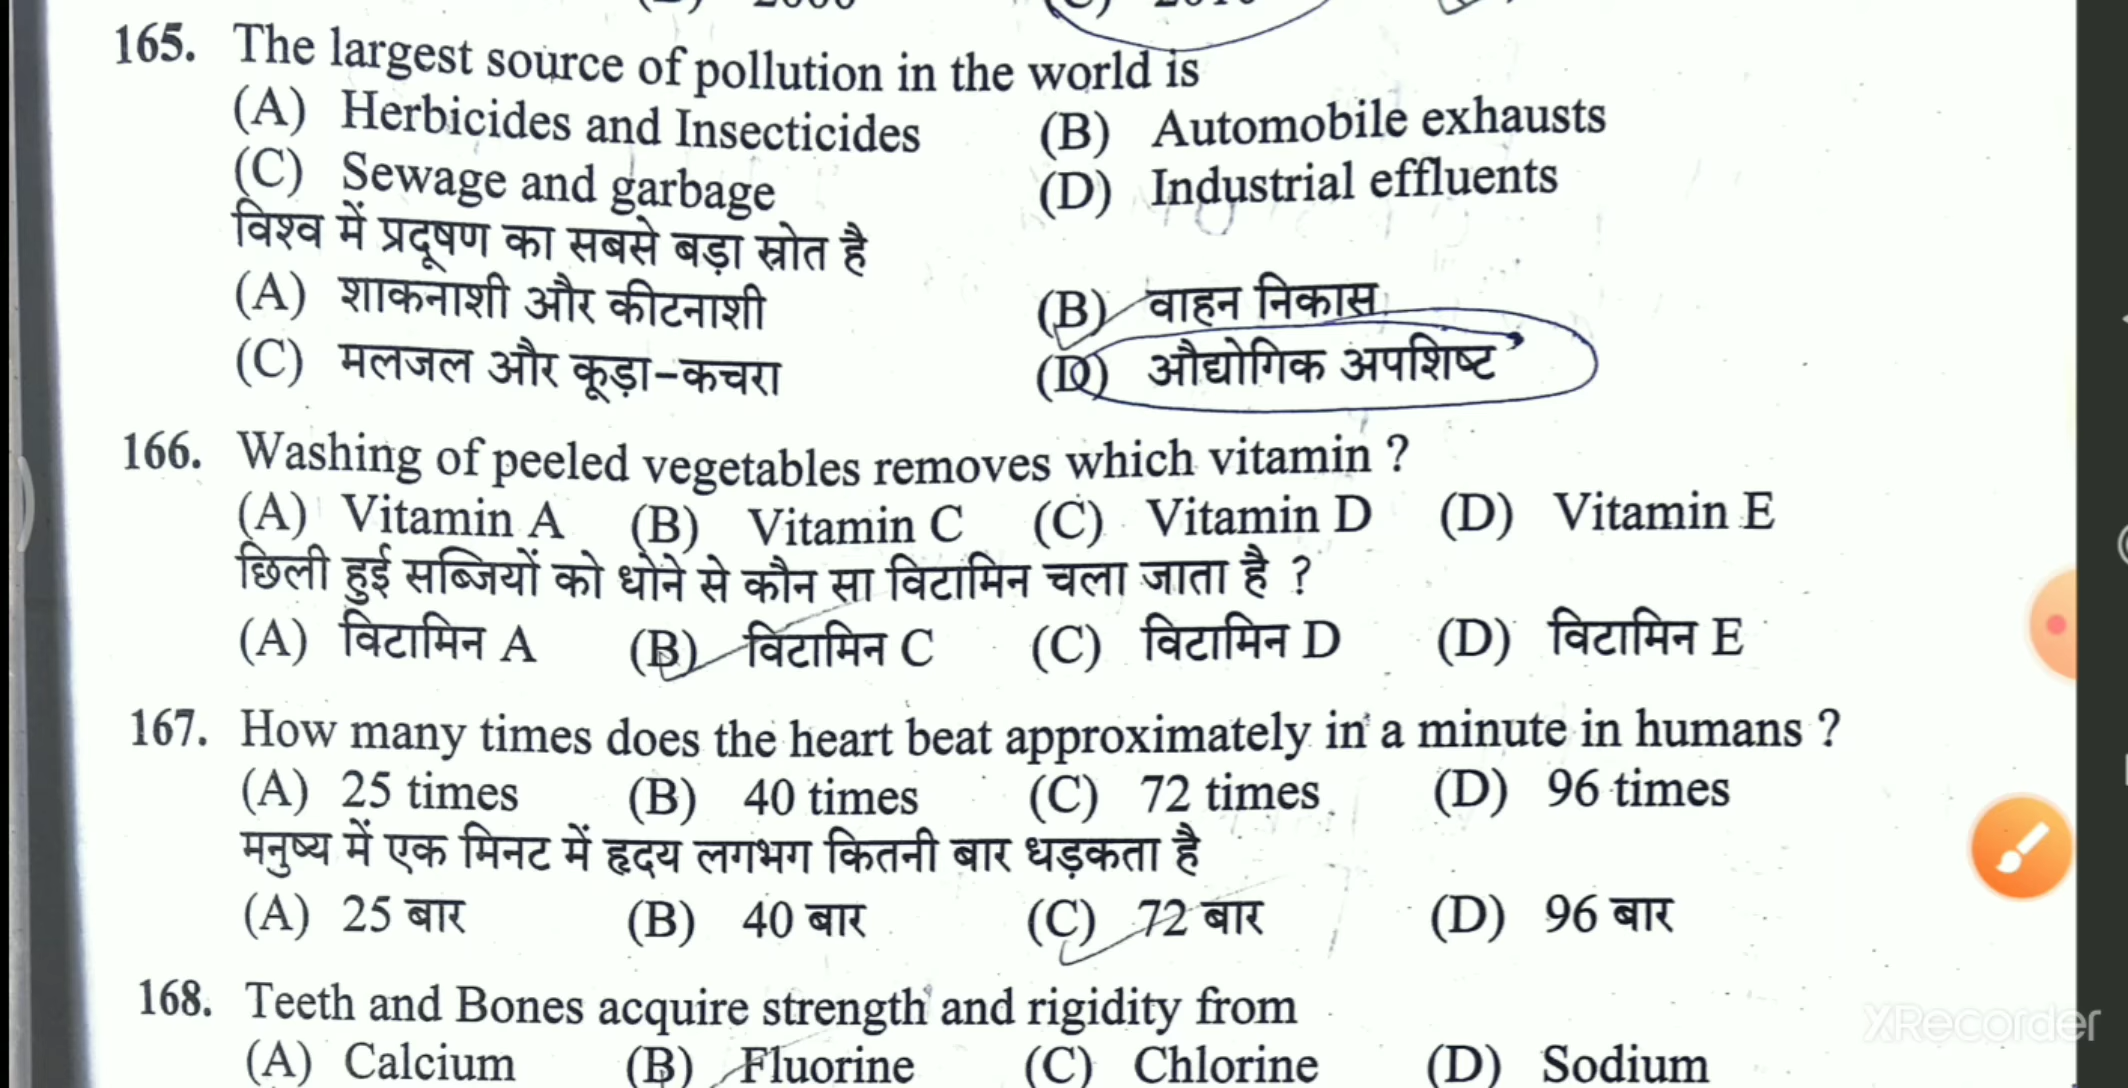 165. The largest source of pollution in the world is
(A) Herbicides and Insecticides (B) Automobile exhausts
(C) Sewage and garbage (D) Industrial effluents
विश्व में प्रदूषण का सबसे बड़ा स्रोत है
(A) शाकनाशी और कीटनाशी (B) वाहन निकास
(C) मलजल और कूड़ा-कचरा (D) औद्योगिक अपशिष्ट
166. Washing of peeled vegetables removes which vitamin ?
(A) Vitamin A (B) Vitamin C (C) Vitamin D (D) Vitamin E
छिली हुई सब्जियों को धोने से कौन सा विटामिन चला जाता है ?
(A) विटामिन A (B) विटामिन C (C) विटामिन D (D) विटामिन E
167. How many times does the heart beat approximately in a minute in humans ?
(A) 25 times (B) 40 times (C) 72 times (D) 96 times
मनुष्य में एक मिनट में हृदय लगभग कितनी बार धड़कता है
(A) 25 बार (B) 40 बार (C) 72 बार (D) 96 बार
168. Teeth and Bones acquire strength and rigidity from
(A) Calcium (B) Fluorine (C) Chlorine (D) Sodium
XRecorder